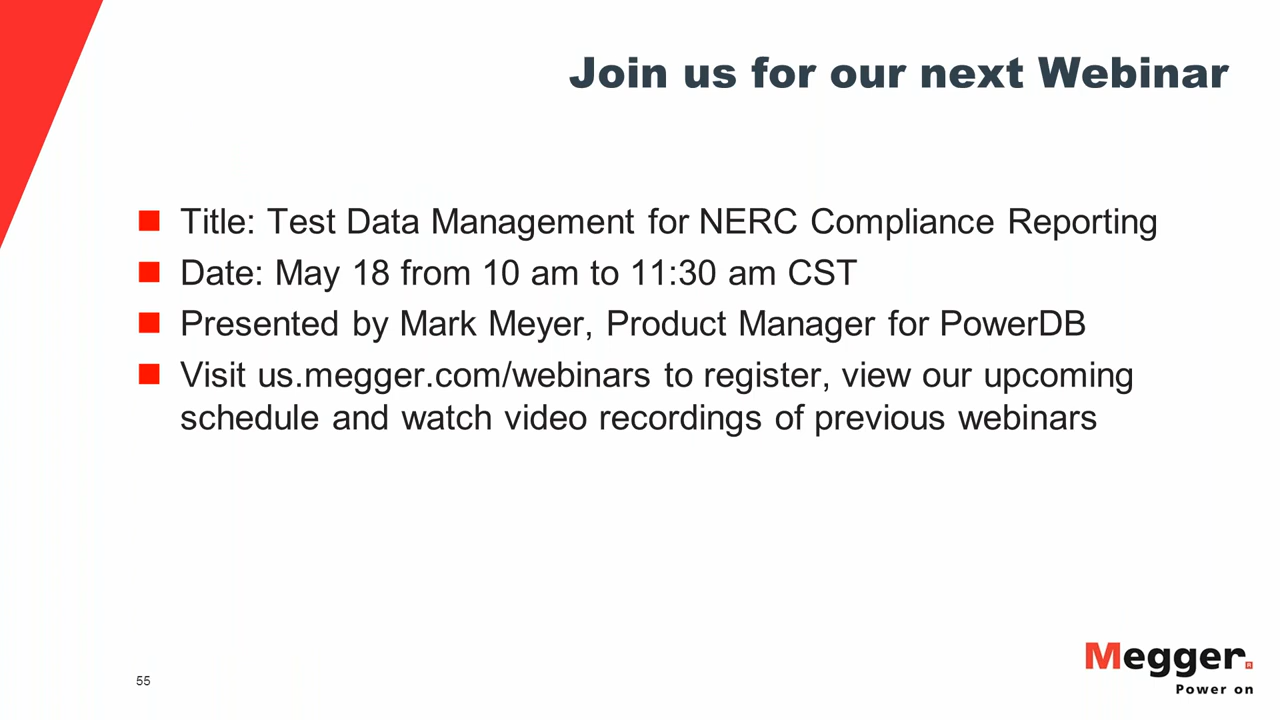 Join us for our next Webinar
Title: Test Data Management for NERC Compliance Reporting
Date: May 18 from 10 am to 11:30 am CST
Presented by Mark Meyer, Product Manager for PowerDB
Visit us.megger.com/webinars to register, view our upcoming
schedule and watch video recordings of previous webinars
55
Megger.
Power on